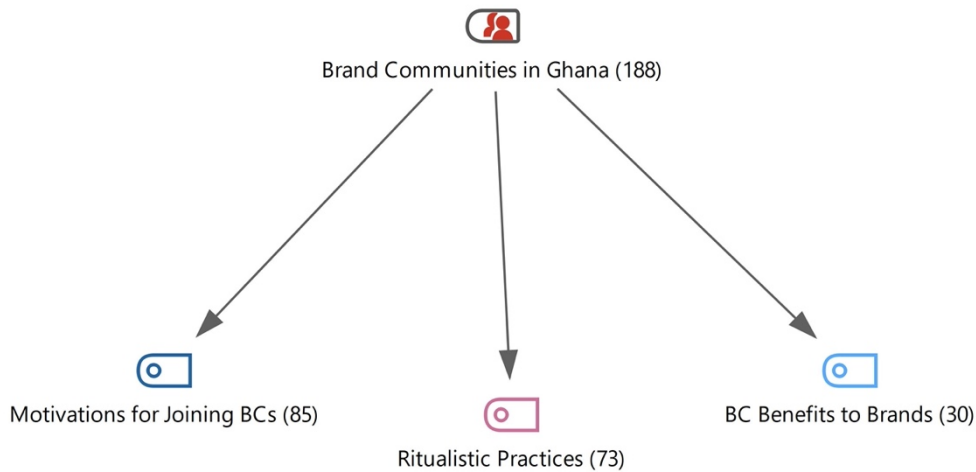 Brand Communities in Ghana (188)
Motivations for Joining BCs (85)
BC Benefits to Brands (30)
Ritualistic Practices (73)